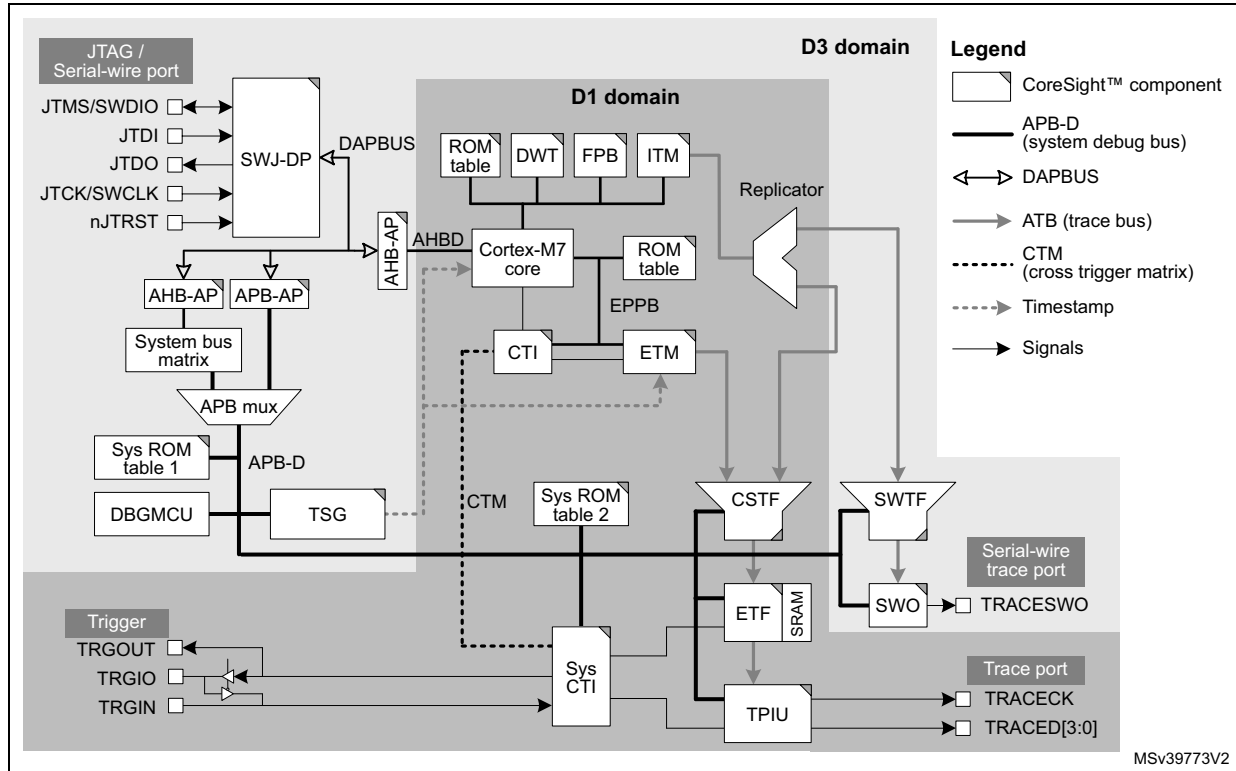 JTAG /
Serial-wire port
JTMS/SWDIO
JTDI
JTDO
JTCK/SWCLK
nJTRST
SWJ-DP
DAPBUS
D3 domain
D1 domain
Legend
CoreSight™ component
APB-D
(system debug bus)
DAPBUS
ATB (trace bus)
CTM
(cross trigger matrix)
Timestamp
Signals
ROM
table
DWT
FPB
ITM
Replicator
AHB-AP
AHBD
Cortex-M7
core
ROM
table
EPPB
CTI
ETM
AHB-AP
APB-AP
System bus
matrix
APB mux
Sys ROM
table 1
APB-D
DBGMCU
TSG
CTM
Sys ROM
table 2
CSTF
SWTF
Serial-wire
trace port
ETF
SRAM
SWO
TRACESWO
Trigger
TRGOUT
TRGIO
TRGIN
Sys
CTI
TPIU
Trace port
TRACECK
TRACED[3:0]
MSv39773V2